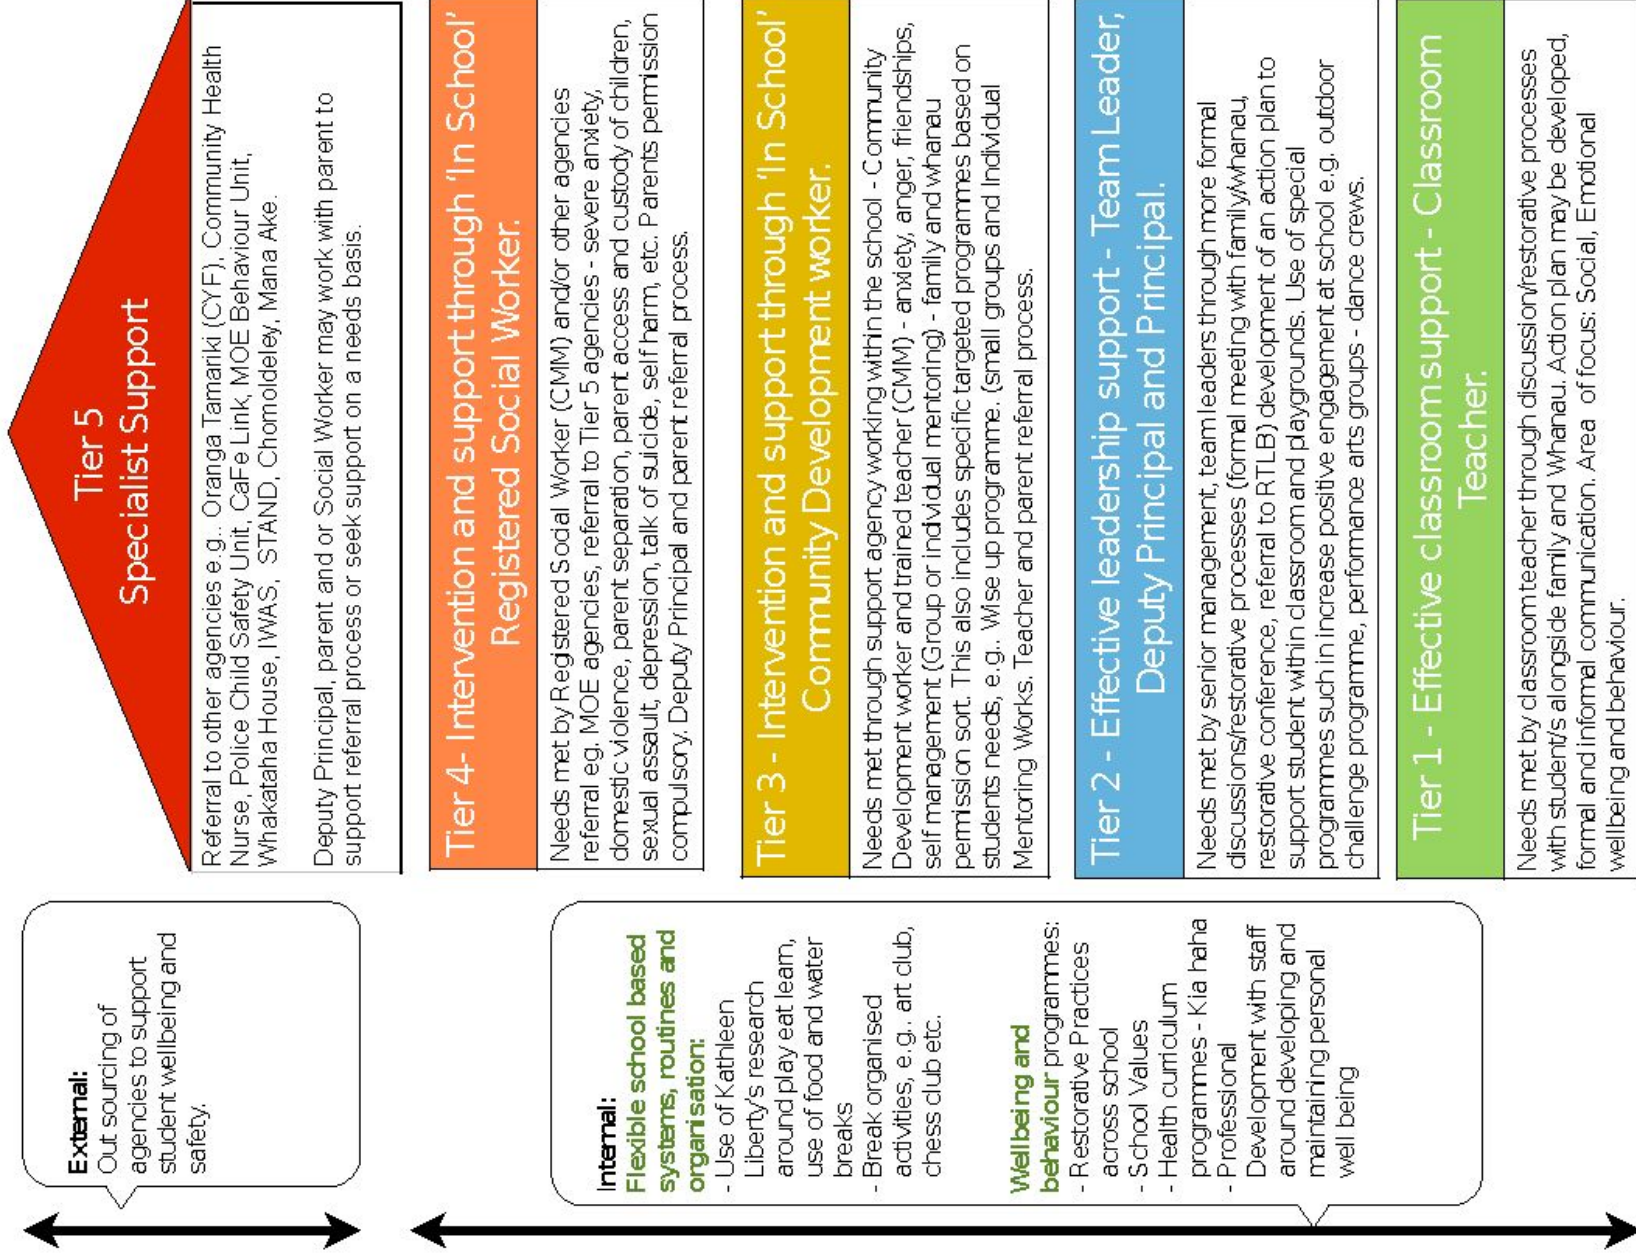 Tier 5
Specialist Support
Referral to other agencies e.g., Oranga Tamariki (CYF), Community Health
Nurse, Police Child Safety Unit, CaFe Link, MOE Behaviour Unit,
Whakataha House, IWAS, STAND, Chomoldeley, Mana Ake.
Deputy Principal, parent and or Social Worker may work with parent to
support referral process or seek support on a needs basis.
Tier 4- Intervention and support through ‘In School’
Registered Social Worker.
Needs met by Registered Social Worker (CMM) and/or other agencies
referral eg. MOE agencies, referral to Tier 5 agencies - severe anxiety,
domestic violence, parent separation, parent access and custody of children,
sexual assault, depression, talk of suicide, self harm, etc. Parents permission
compulsory. Deputy Principal and parent referral process.
Tier 3 - Intervention and support through ‘In School’
Community Development worker.
Needs met through support agency working within the school - Community
Development worker and trained teacher (CMM) - anxiety, anger, friendships,
self management (Group or individual mentoring) - family and whanau
permission sort. This also includes specific targeted programmes based on
students needs, e.g.. Wise up programme. (small groups and Individual
Mentoring Works. Teacher and parent referral process.
Tier 2 - Effective leadership support - Team Leader,
Deputy Principal and Principal.
Needs met by senior management, team leaders through more formal
discussions/restorative processes (formal meeting with family/whanau,
restorative conference, referral to RTLB) development of an action plan to
support student within classroom and playgrounds. Use of special
programmes such in increase positive engagement at school e.g. outdoor
challenge programme, performance arts groups - dance crews.
Tier 1 - Effective classroom support - Classroom
Teacher.
Needs met by classroom teacher through discussion/restorative processes
with student/s alongside family and Whanau. Action plan may be developed,
formal and informal communication. Area of focus: Social, Emotional
wellbeing and behaviour.
External:
Out sourcing of
agencies to support
student wellbeing and
safety.
Internal:
Flexible school based
systems, routines and
organisation:
- Use of Kathleen
Liberty's research
around play eat learn,
use of food and water
breaks
- Break organised
activities, e.g.. art club,
chess club etc.
Wellbeing and
behaviour programmes:
- Restorative Practices
across school
- School Values
- Health curriculum
programmes - Kia haha
- Professional
Development with staff
around developing and
maintaining personal
well being